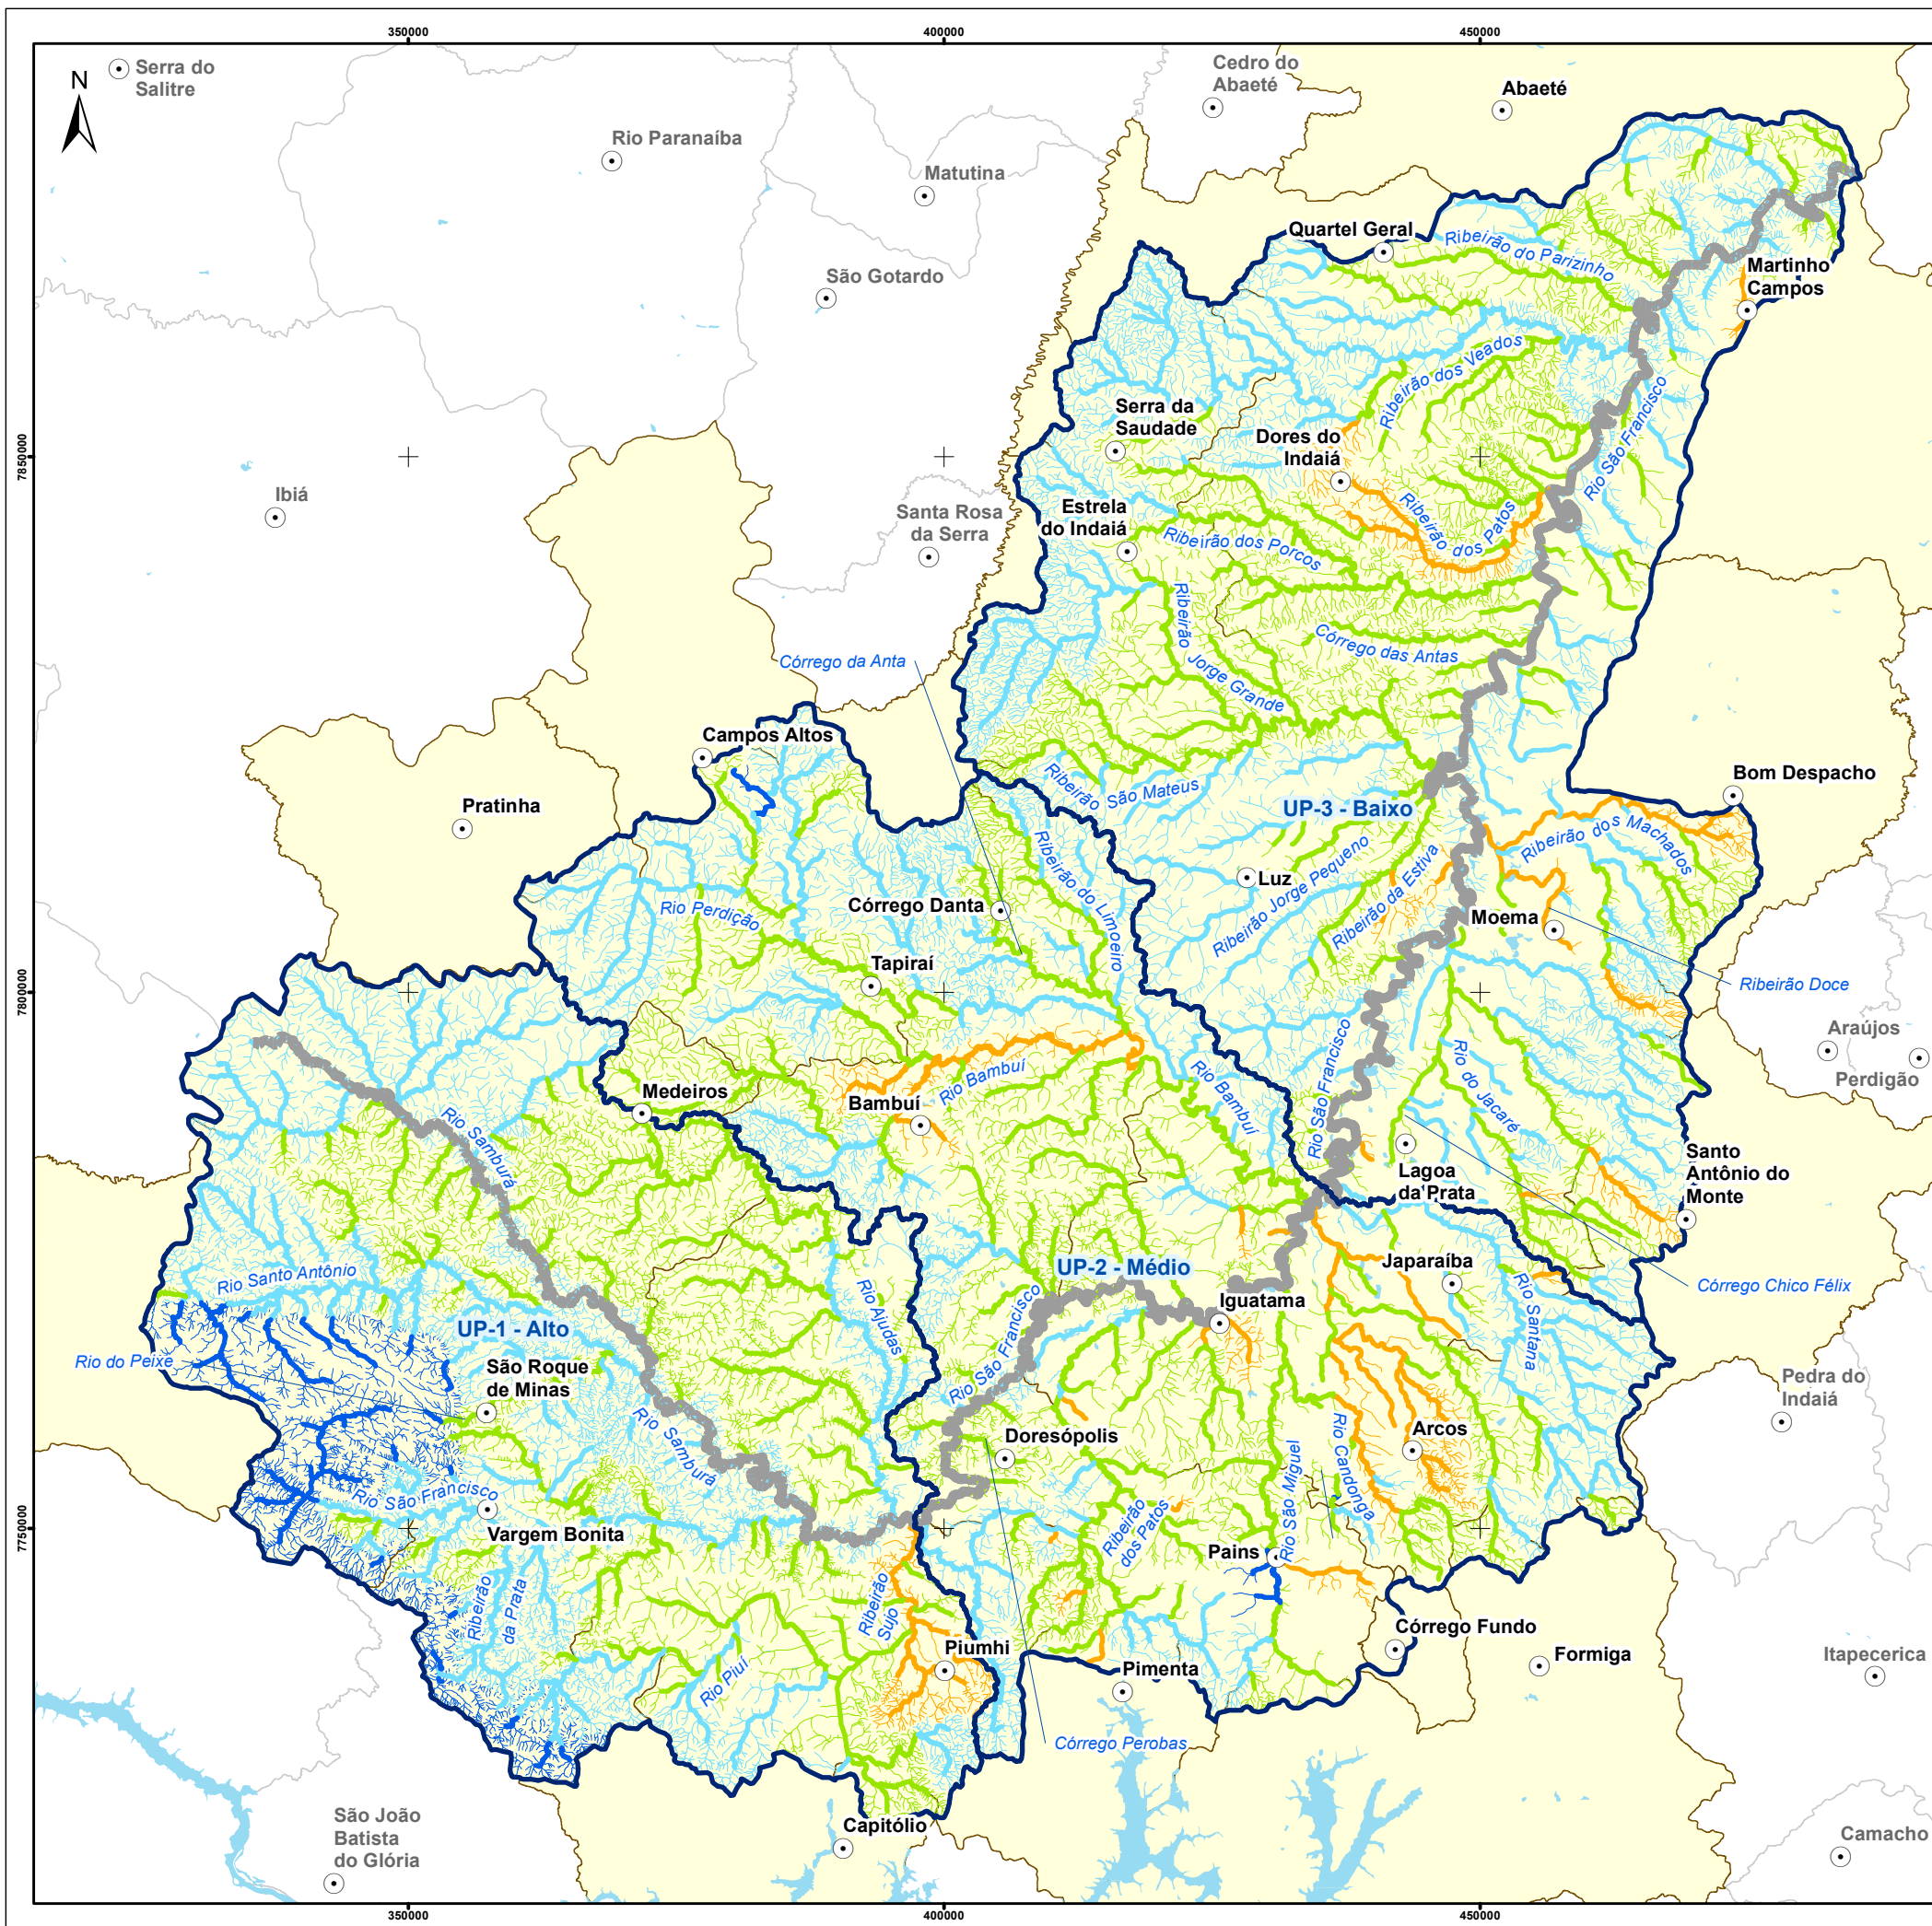 350000
400000
450000
N
Serra do
Salitre
Cedro do
Abaeté
Abaeté
Rio Paranaíba
Matutina
Quartel Geral
Ribeirão do Parizinho
São Gotardo
Martinho
Campos
Ribeirão dos Veados
Rio São Francisco
Serra da
Saudade
Dores do
Indaiá
7850000
Ibiá
Santa Rosa
da Serra
Estrela
do Indaiá
Ribeirão dos Patos
Ribeirão dos Porcos
Ribeirão
Jorge Grande
Córrego das Antas
Córrego da Anta
Campos Altos
Ribeirão São Mateus
Bom Despacho
UP-3 - Baixo
Pratinha
Ribeirão dos Machados
Ribeirão do Limoeiro
Luz
Ribeirão Jorge Pequeno
Ribeirão da Estiva
Córrego Danta
Rio Perdição
Moema
Tapiraí
Ribeirão Doce
7800000
Araújos
Perdigão
Rio São Francisco
Rio do Jacaré
Medeiros
Bambuí
Rio Bambuí
Rio Bambuí
Rio Samburá
Lagoa
da Prata
Santo
Antônio do
Monte
Rio Santo Antônio
UP-2 - Médio
Japaraíba
Córrego Chico Félix
Rio Ajudas
Rio São Francisco
Iguatama
Rio Santana
UP-1 - Alto
Rio do Peixe
São Roque
de Minas
Pedra do
Indaiá
Rio Samburá
Doresópolis
Arcos
Rio São Miguel
Rio Candonga
Rio São Francisco
Vargem Bonita
7750000
Ribeirão
dos Patos
Pains
Ribeirão
da Prata
Ribeirão
Sujo
Piumhi
Rio Piuí
Córrego Fundo
Formiga
Itapecerica
Pimenta
Córrego Perobas
São João
Batista
do Glória
Capitólio
Camacho
350000
400000
450000